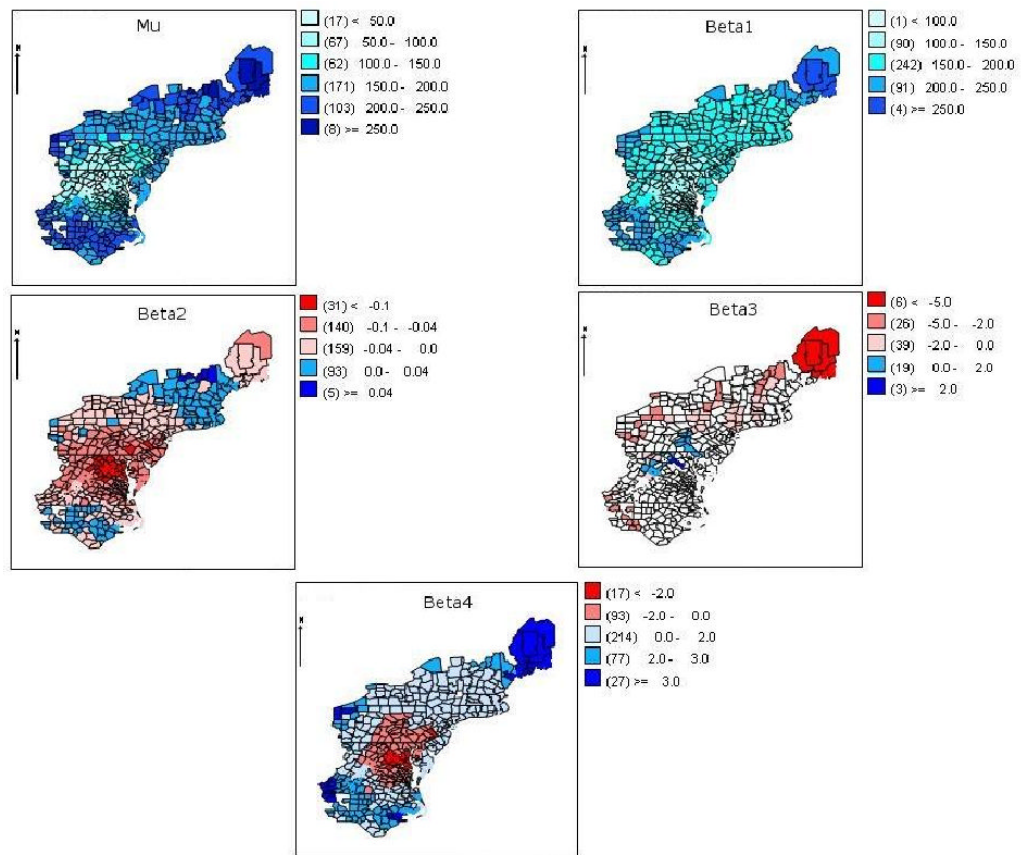 Mu
(17) < 50.0
(67) 50.0 - 100.0
(62) 100.0 - 150.0
(171) 150.0 - 200.0
(103) 200.0 - 250.0
(8) >= 250.0
N
Beta1
(1) < 100.0
(90) 100.0 - 150.0
(242) 150.0 - 200.0
(91) 200.0 - 250.0
(4) >= 250.0
N
Beta2
(31) < -0.1
(140) -0.1 - -0.04
(159) -0.04 - 0.0
(93) 0.0 - 0.04
(5) >= 0.04
N
Beta3
(6) < -5.0
(26) -5.0 - -2.0
(39) -2.0 - 0.0
(19) 0.0 - 2.0
(3) >= 2.0
N
Beta4
(17) < -2.0
(93) -2.0 - 0.0
(214) 0.0 - 2.0
(77) 2.0 - 3.0
(27) >= 3.0
N